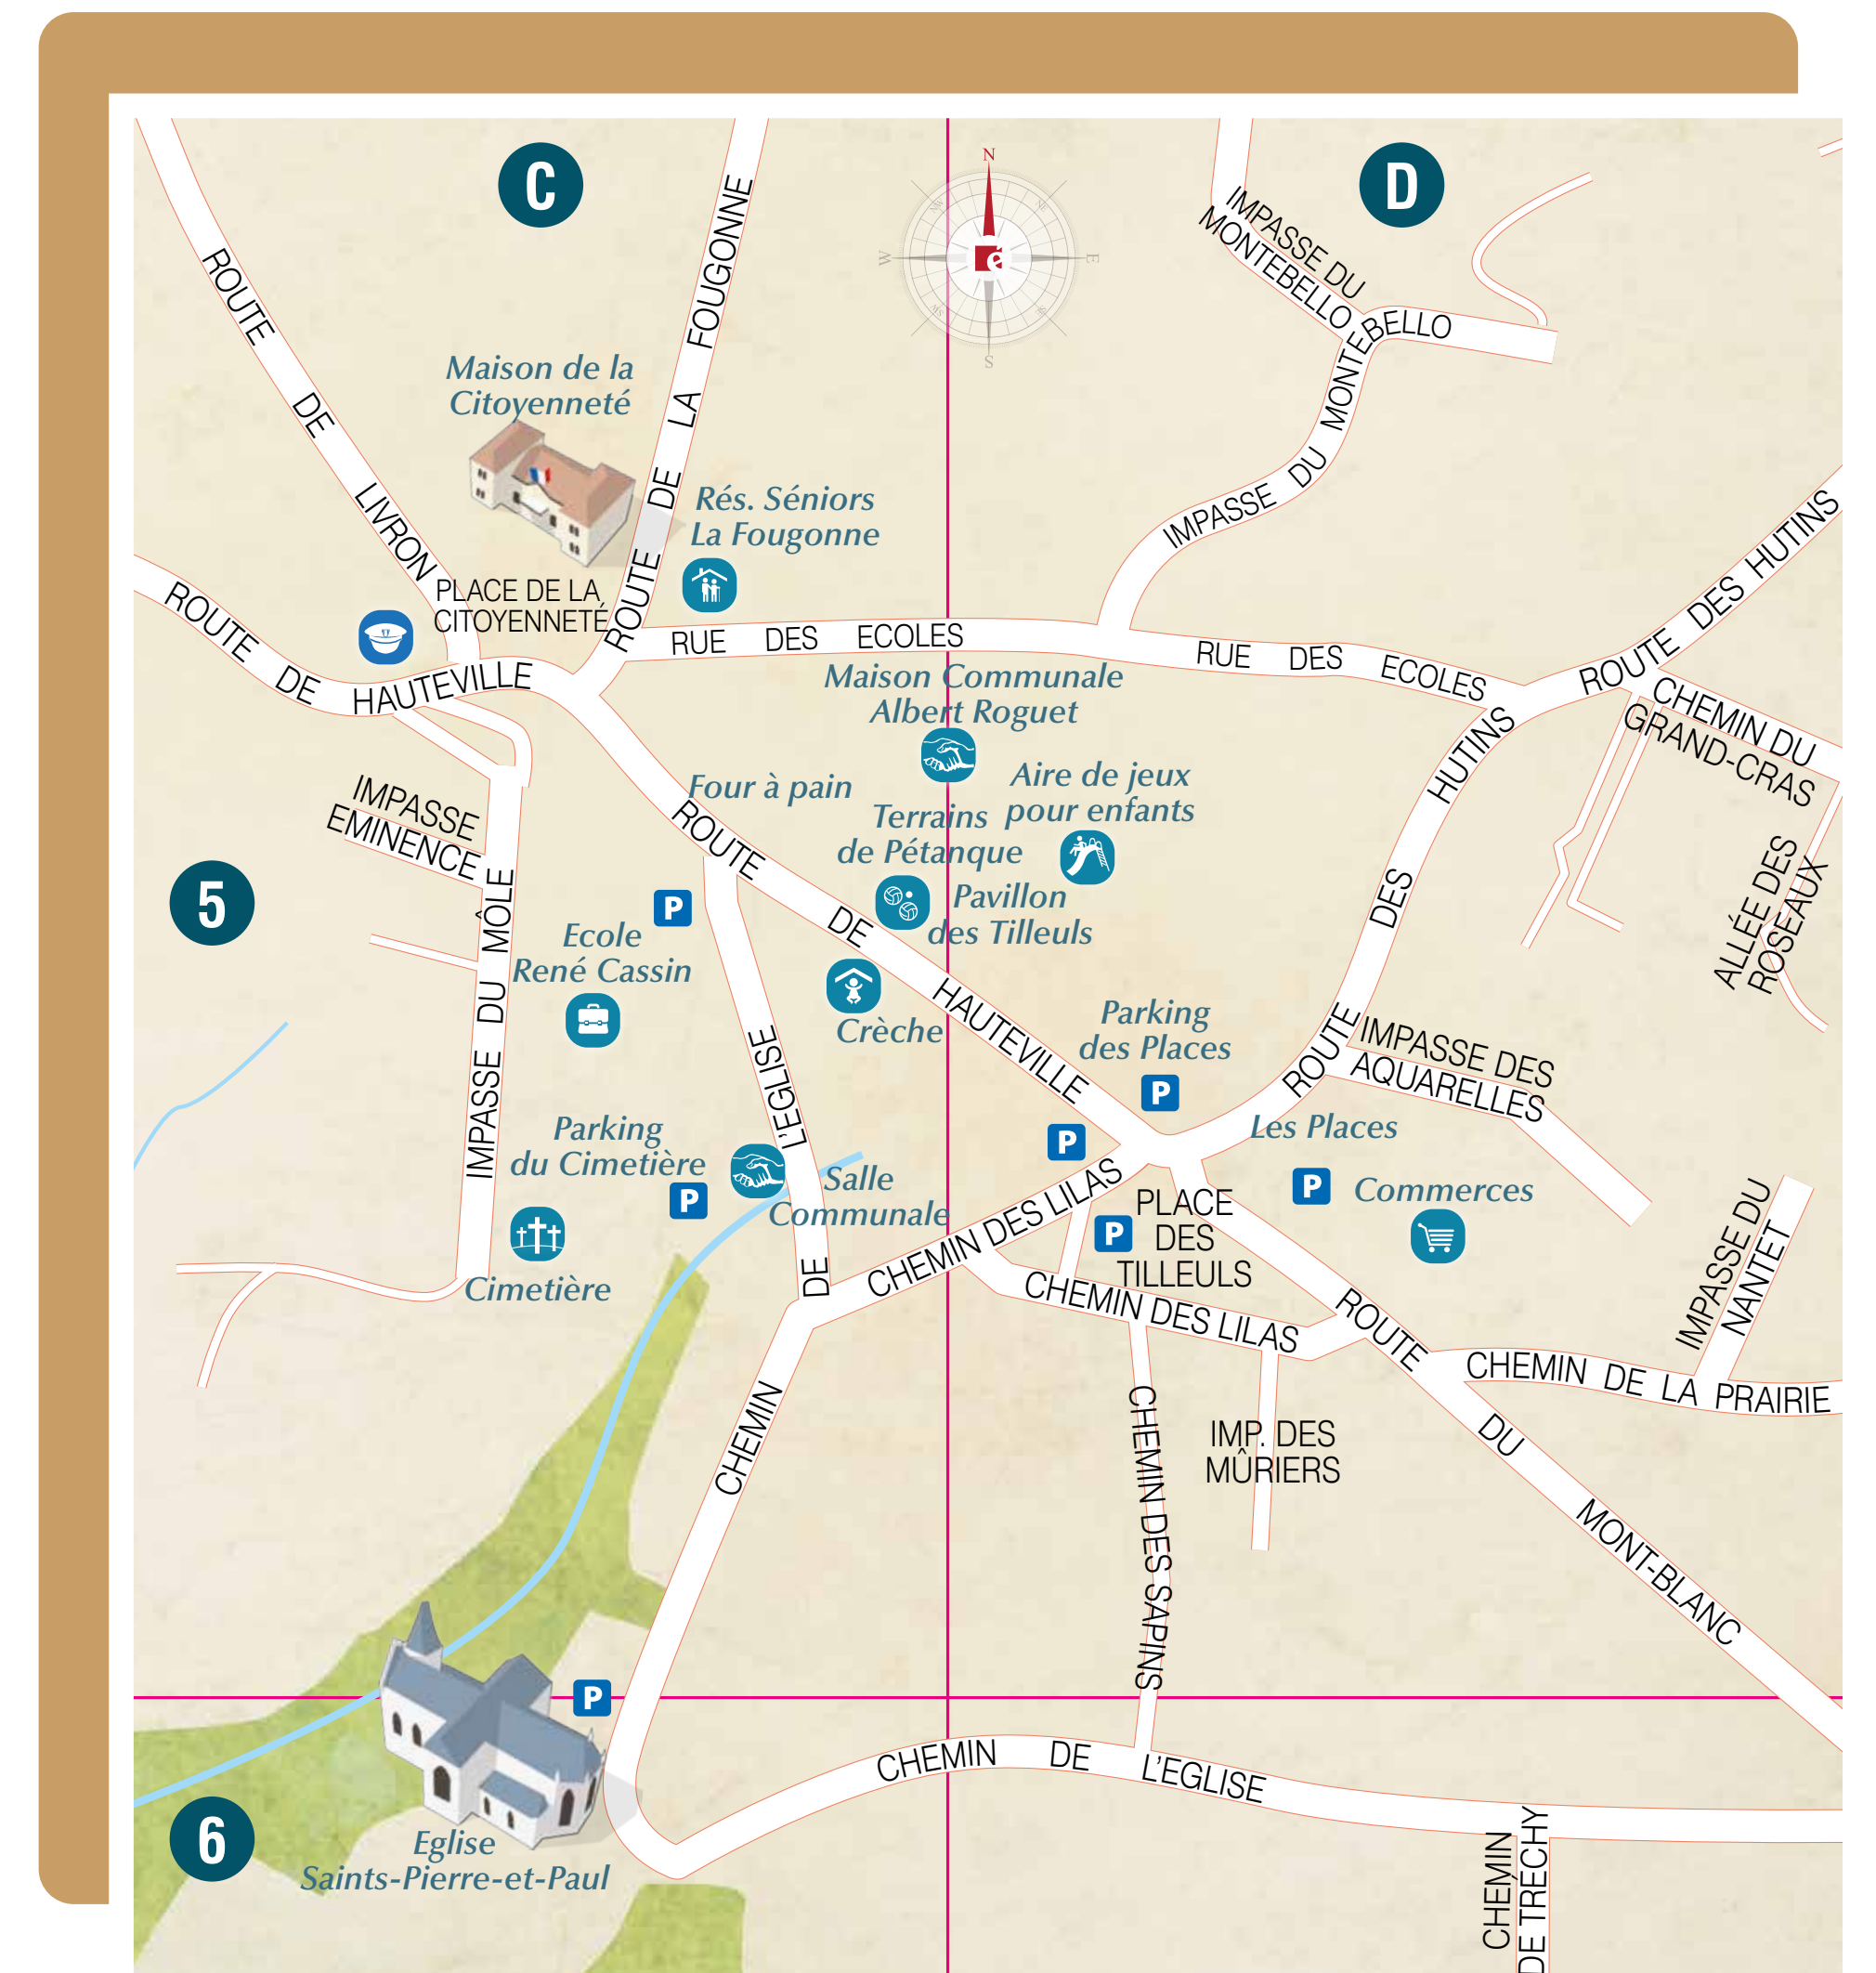 C
D
N
W
E
S
é
IMPASSE DU
MONTEBELLO
IMPASSE DU MONTEBELLO
ROUTE DE LIVRON
ROUTE DE LA FOUGONNE
Maison de la
Citoyenneté
Rés. Séniors
La Fougonne
PLACE DE LA
CITOYENNETÉ
ROUTE DE HAUTEVILLE
RUE DES ECOLES
RUE DES ECOLES
ROUTE DES HUTINS
CHEMIN DU
GRAND-CRAS
Maison Communale
Albert Roguet
Four à pain
Aire de jeux
pour enfants
Terrains
de Pétanque
Pavillon
des Tilleuls
ROUTE DE HAUTEVILLE
ROUTE DES HUTINS
IMPASSE
EMINENCE
5
P
Ecole
René Cassin
IMPASSE DU MÔLE
Crèche
ALLÉE DES
ROSEAUX
Parking
des Places
P
P
IMPASSE DES
AQUARELLES
Les Places
P
Commerces
Parking
du Cimetière
P
Salle
Communale
Cimetière
CHEMIN DE L'EGLISE
CHEMIN DES LILAS
P
PLACE
DES
TILLEULS
CHEMIN DES LILAS
IMPASSE DU
NANTET
ROUTE DU MONT-BLANC
CHEMIN DE LA PRAIRIE
CHEMIN DES SAPINS
IMP. DES
MÛRIERS
P
6
Eglise
Saints-Pierre-et-Paul
CHEMIN DE L'EGLISE
CHEMIN
DE TRÉCHY